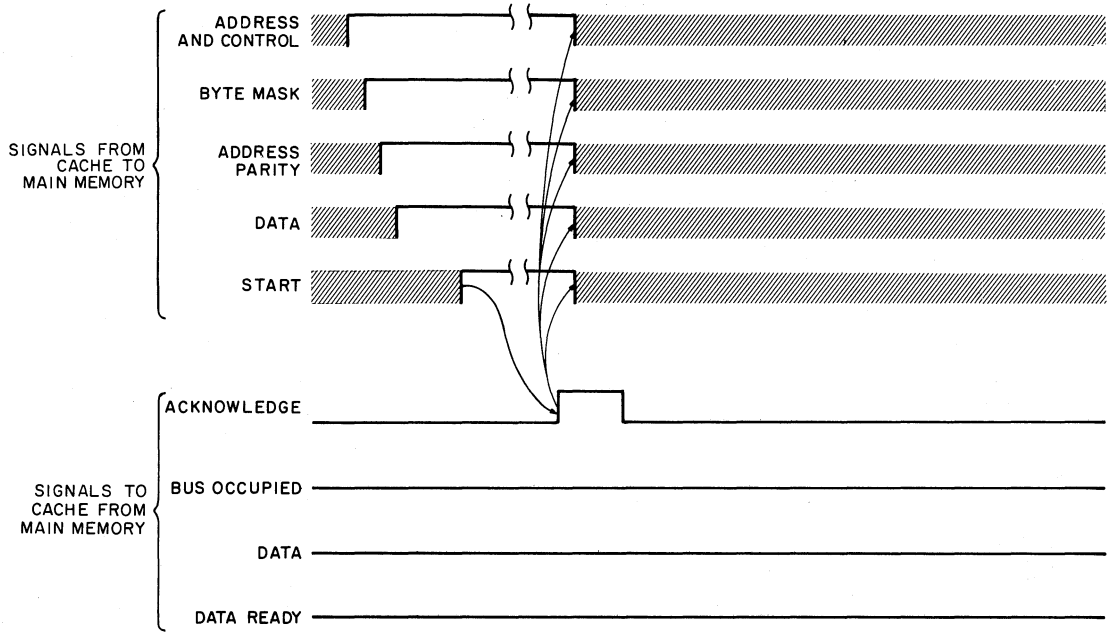 ADDRESS
AND CONTROL
BYTE MASK
SIGNALS FROM
CACHE TO
MAIN MEMORY
ADDRESS
PARITY
DATA
START
ACKNOWLEDGE
SIGNALS TO
CACHE FROM
MAIN MEMORY
BUS OCCUPIED
DATA
DATA READY